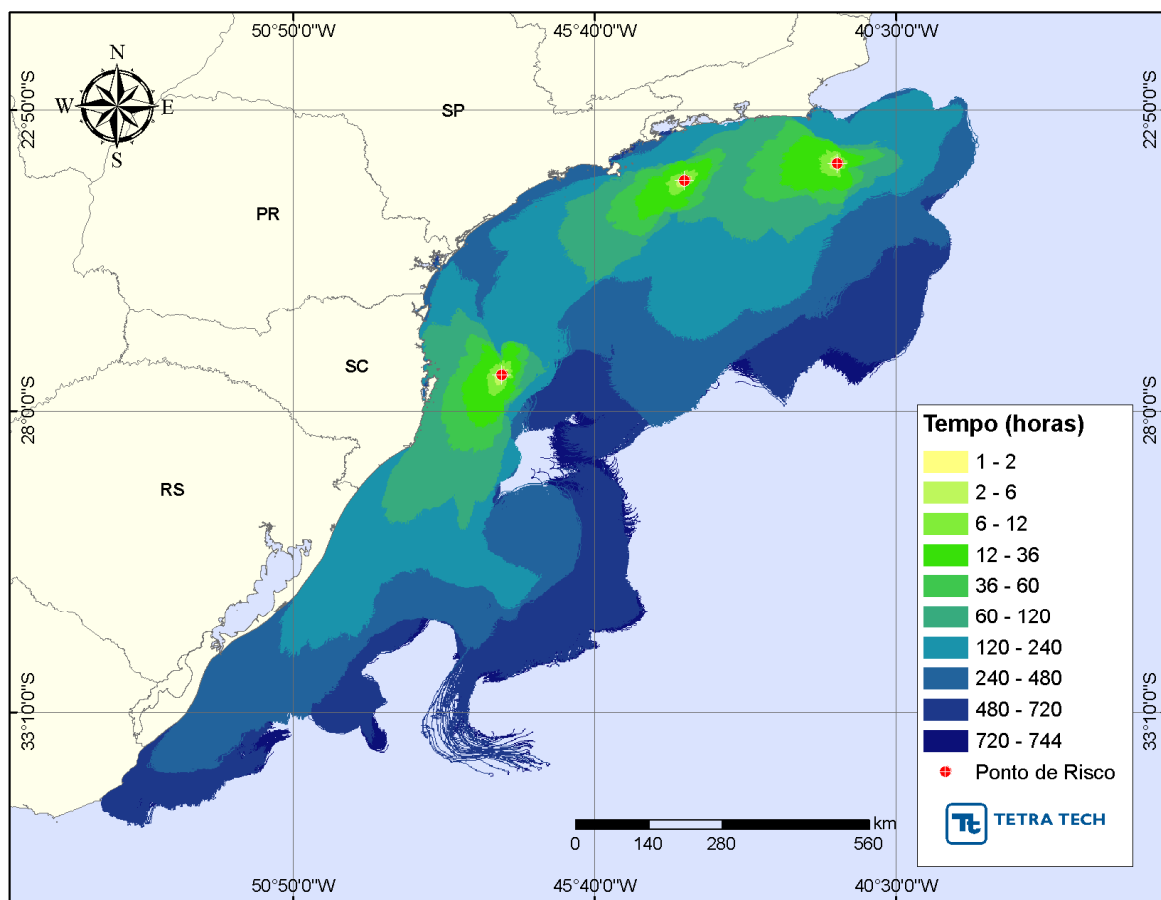 50°50'0"W 45°40'0"W 40°30'0"W
N
W E
S
22°50'0"S 22°50'0"S
SP
PR
SC
28°0'0"S 28°0'0"S
RS
33°10'0"S 33°10'0"S
Tempo (horas)
1 - 2
2 - 6
6 - 12
12 - 36
36 - 60
60 - 120
120 - 240
240 - 480
480 - 720
720 - 744
Ponto de Risco
Tt TETRA TECH
km
0 140 280 560
50°50'0"W 45°40'0"W 40°30'0"W